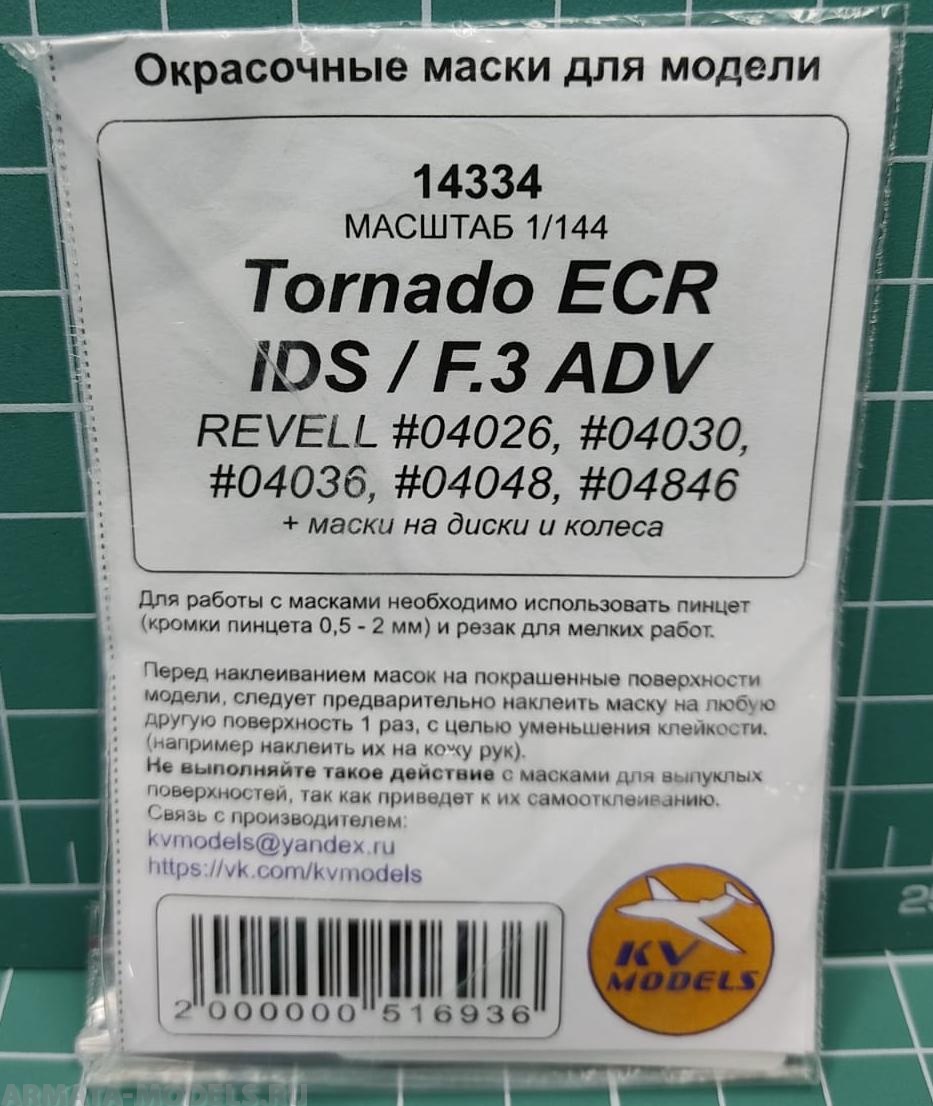 Окрасочные маски для модели
14334
МАСШТАБ 1/144
Tornado ECR
IDS / F.3 ADV
REVELL #04026, #04030,
#04036, #04048, #04846
+ маски на диски и колеса
Для работы с масками необходимо использовать пинцет
(кромки пинцета 0,5 - 2 мм) и резак для мелких работ.
Перед наклеиванием масок на покрашенные поверхности
модели, следует предварительно наклеить маску на любую
другую поверхность 1 раз, с целью уменьшения клейкости.
(например наклеить их на кожу рук).
Не выполняйте такое действие с масками для выпуклых
поверхностей, так как приведет к их самоотклеиванию.
Связь с производителем:
kvmodels@yandex.ru
https://vk.com/kvmodels
KV
MODELS
2 000000 516936
ARMATA-MODELS.RU